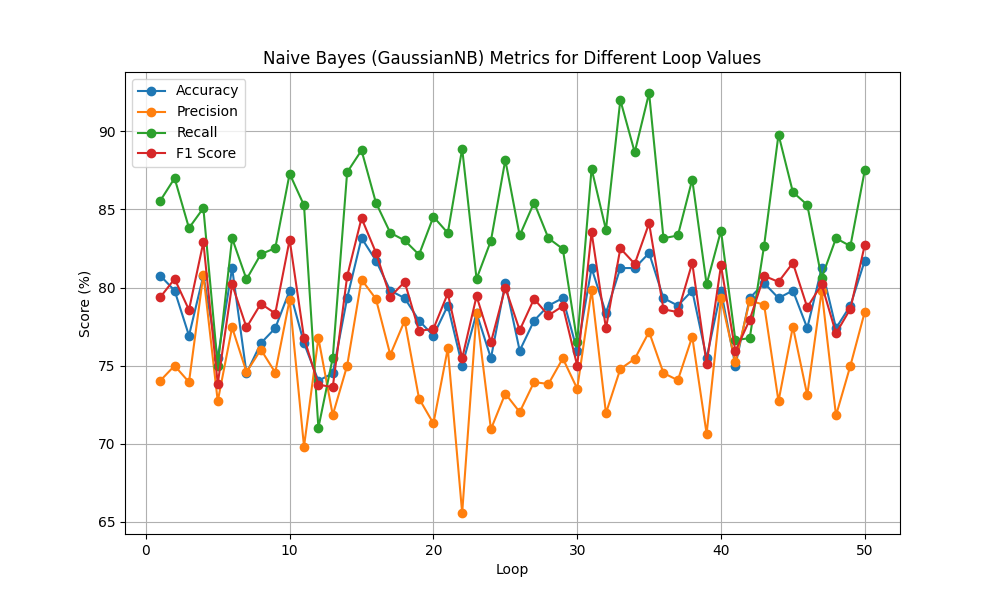 Naive Bayes (GaussianNB) Metrics for Different Loop Values
Accuracy
Precision
Recall
F1 Score
Score (%)
90
85
80
75
70
65
0 10 20 30 40 50
Loop